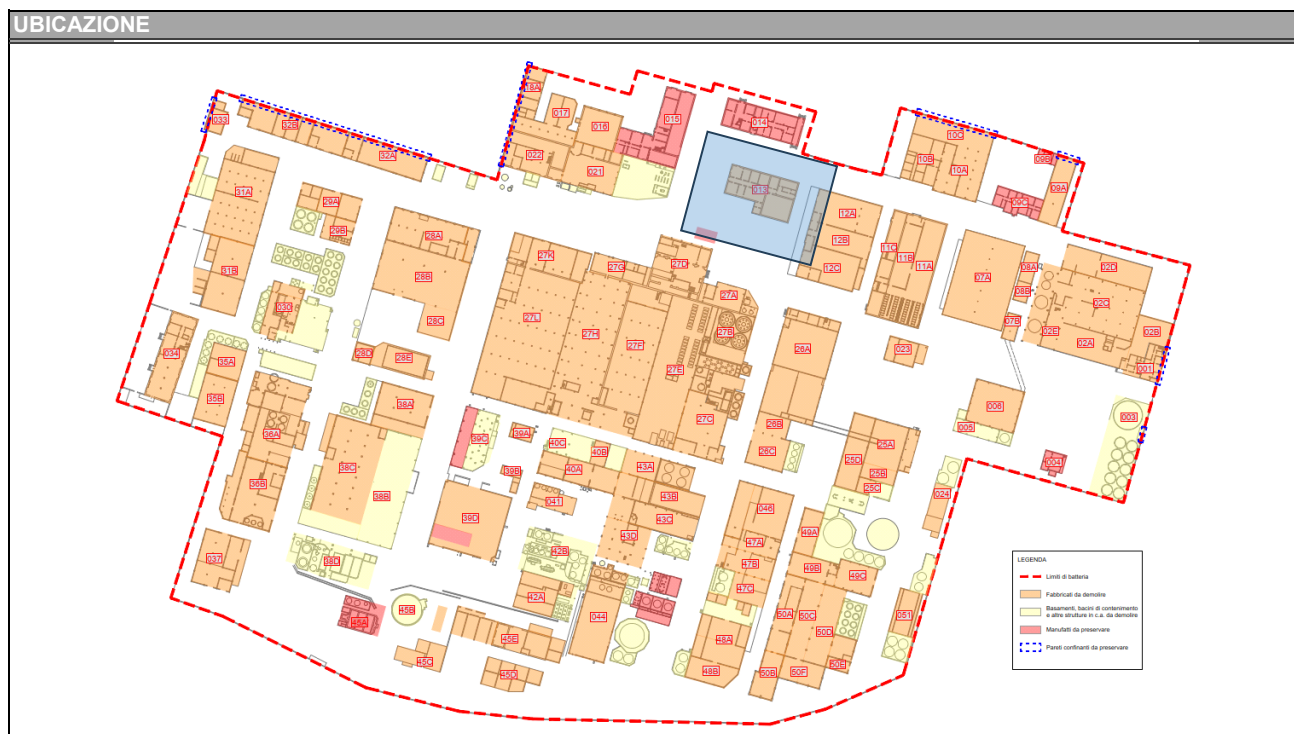 UBICAZIONE
18A
017
016
015
014
033
32B
32A
022
021
013
10C
10B
10A
09B
09A
09C
31A
29A
29B
28A
28B
28C
31B
030
034
35A
35B
28D
28E
27K
27G
27D
27A
27L
27H
27F
27B
27E
27C
12A
12B
12C
11C
11B
11A
07A
08A
08B
07B
02D
02C
02E
02A
02B
001
023
26A
26B
26C
006
005
003
004
38A
36A
36B
38C
38B
38D
037
39C
39A
39B
39D
40C
40B
40A
041
43A
43B
43C
43D
25A
25D
25B
25C
024
046
47A
47B
47C
49A
49B
49C
42B
42A
044
45B
45E
45C
45D
48A
48B
50A
50C
50D
50E
50B
50F
051
LEGENDA
Limiti di batteria
Fabbricati da demolire
Basamenti, bacini di contenimento
e altre strutture in c.a. da demolire
Manufatti da preservare
Pareti confinanti da preservare